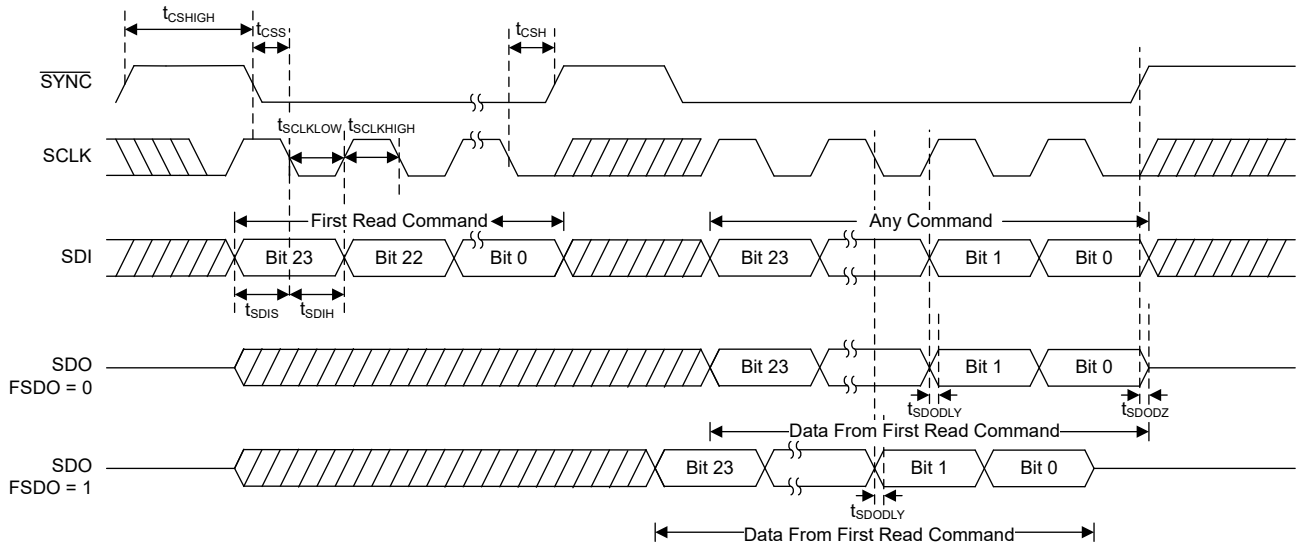 tCSHIGH
tCSS
tCSH
SYNC
tSCLKLOW
tSCLKHIGH
SCLK
First Read Command
Any Command
SDI
Bit 23
Bit 22
Bit 0
Bit 23
Bit 1
Bit 0
tSDIS
tSDIH
SDO
FSDO = 0
Bit 23
Bit 1
Bit 0
tSDODLY
tSDODZ
Data From First Read Command
SDO
FSDO = 1
Bit 23
Bit 1
Bit 0
tSDODLY
Data From First Read Command